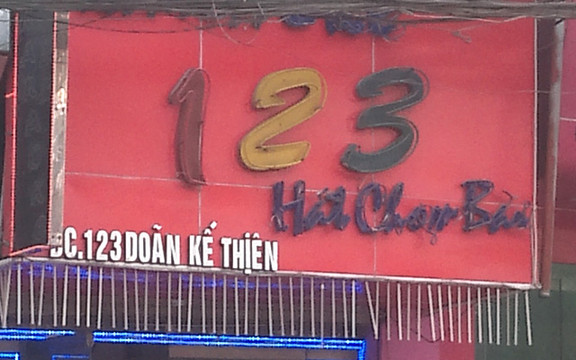 123
Hát Chọn Bài
ĐC.123 DOÃN KẾ THIỆN